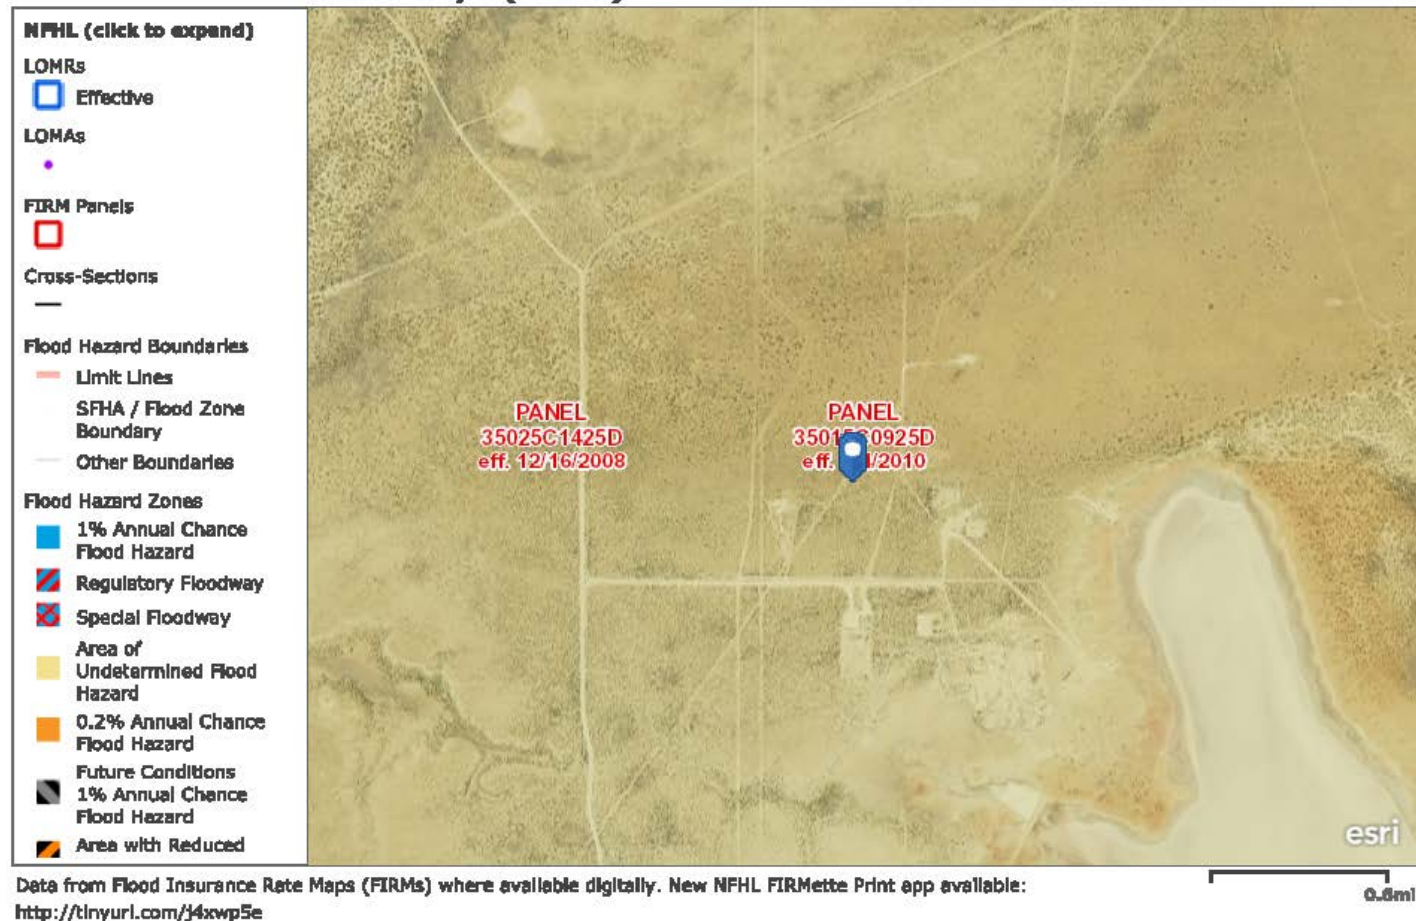 NFHL (click to expand)
LOMRs
Effective
LOMAs
FIRM Panels
Cross-Sections
Flood Hazard Boundaries
Limit Lines
SFHA / Flood Zone
Boundary
Other Boundaries
Flood Hazard Zones
1% Annual Chance
Flood Hazard
Regulatory Floodway
Special Floodway
Area of
Undetermined Flood
Hazard
0.2% Annual Chance
Flood Hazard
Future Conditions
1% Annual Chance
Flood Hazard
Area with Reduced
PANEL
35025C1425D
eff. 12/16/2008
PANEL
eff.
esri
Data from Flood Insurance Rate Maps (FIRMs) where available digitally. New NFHL FIRMette Print app available:
http://tinyurl.com/j4xwp5e
0.6mi